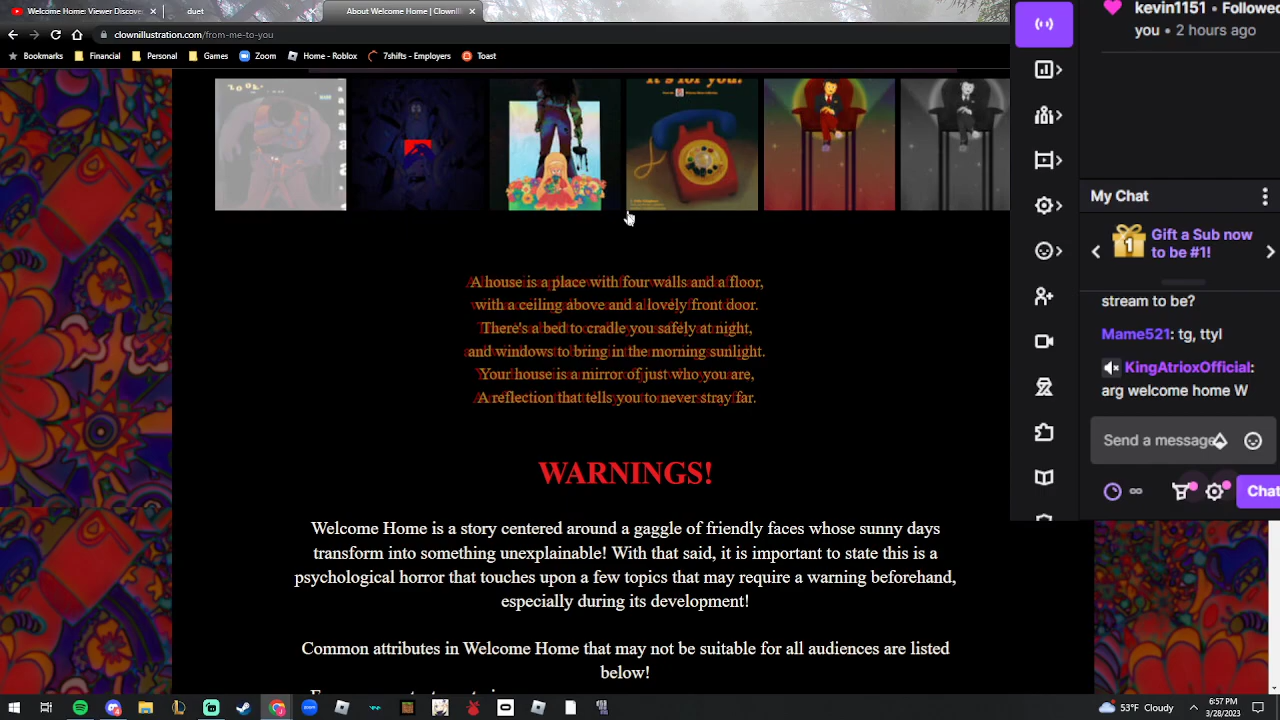 Welcome Home Viewer Discov
duet
About Welcome Home | Clownill
clownillustration.com/from-me-to-you
Bookmarks Financial Personal Games Zoom Home - Roblox 7shifts - Employers Toast
kevin1151 • Followed
you • 2 hours ago
My Chat
Gift a Sub now
to be #1!
1
It's for you!
A house is a place with four walls and a floor,
with a ceiling above and a lovely front door.
There's a bed to cradle you safely at night,
and windows to bring in the morning sunlight.
Your house is a mirror of just who you are,
A reflection that tells you to never stray far.
stream to be?
Mame521: tg, ttyl
KingAtrioxOfficial:
arg welcome home W
Send a message
Chat
WARNINGS!
Welcome Home is a story centered around a gaggle of friendly faces whose sunny days
transform into something unexplainable! With that said, it is important to state this is a
psychological horror that touches upon a few topics that may require a warning beforehand,
especially during its development!
Common attributes in Welcome Home that may not be suitable for all audiences are listed
below!
53°F Cloudy
6:57 PM
3/28/2023